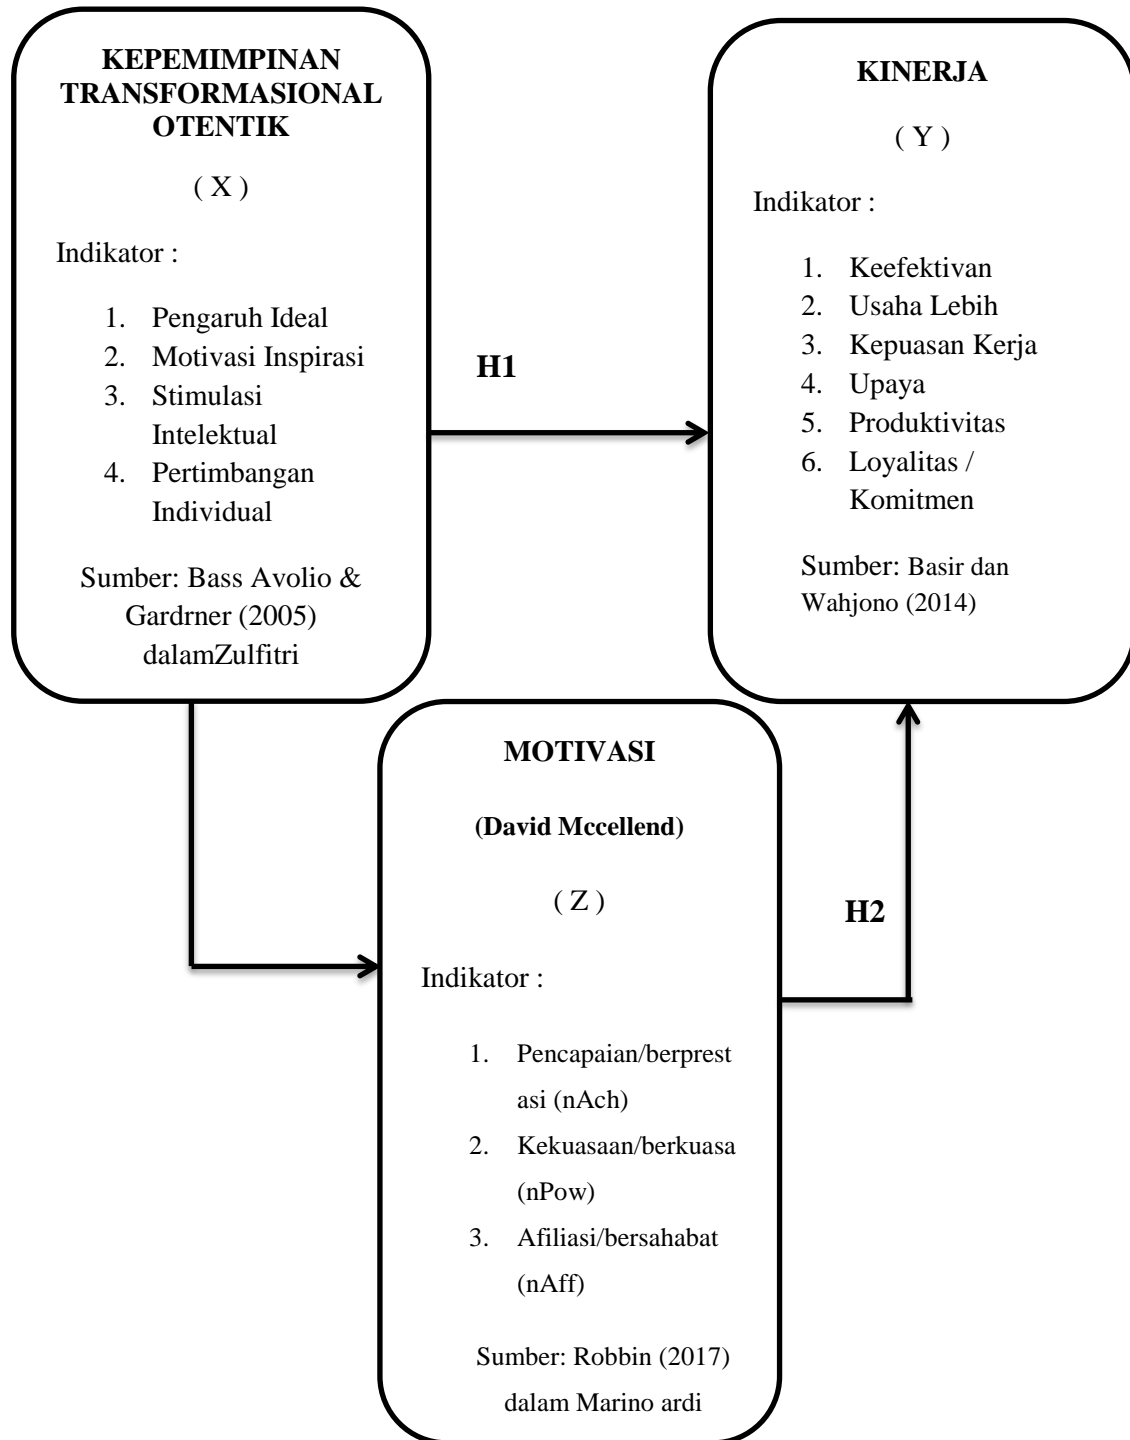 KEPEMIMPINAN
TRANSFORMASIONAL
OTENTIK
( X )
Indikator :
1. Pengaruh Ideal
2. Motivasi Inspirasi
3. Stimulasi
Intelektual
4. Pertimbangan
Individual
Sumber: Bass Avolio &
Gardrner (2005)
dalamZulfitri
H1
KINERJA
( Y )
Indikator :
1. Keefektivan
2. Usaha Lebih
3. Kepuasan Kerja
4. Upaya
5. Produktivitas
6. Loyalitas /
Komitmen
Sumber: Basir dan
Wahjono (2014)
MOTIVASI
(David Mccellend)
( Z )
Indikator :
1. Pencapaian/berprest
asi (nAch)
2. Kekuasaan/berkuasa
(nPow)
3. Afiliasi/bersahabat
(nAff)
Sumber: Robbin (2017)
dalam Marino ardi
H2